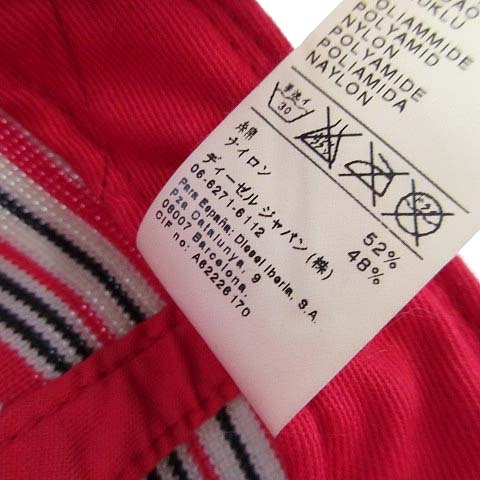 POLIAMMIDE
POLYAMID
NYLON
POLYAMIDE
POLIAMIDA
NAYLON
手洗イ
30
綿 52%
ナイロン 48%
ディーゼル ジャパン(株)
06-6271-6112
Para España: Diesel Iberia, S.A.
Pza Catalunya, 9
08007 Barcelona,
CIF no: A62226170